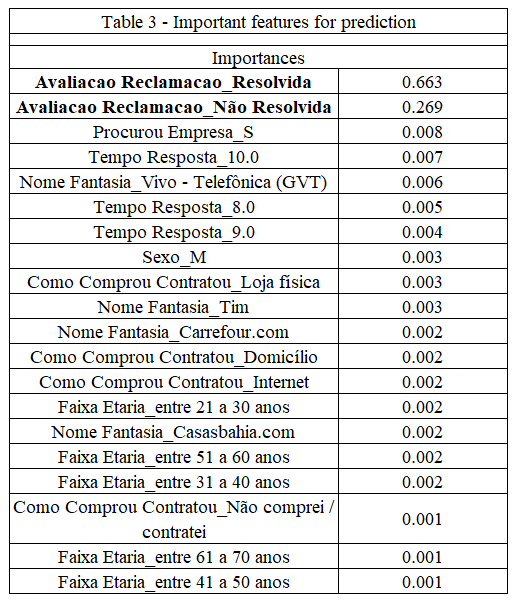 Table 3 - Important features for prediction
Importances
Avaliacao Reclamacao_Resolvida 0.663
Avaliacao Reclamacao_Não Resolvida 0.269
Procurou Empresa_S 0.008
Tempo Resposta_10.0 0.007
Nome Fantasia_Vivo - Telefônica (GVT) 0.006
Tempo Resposta_8.0 0.005
Tempo Resposta_9.0 0.004
Sexo_M 0.003
Como Comprou Contratou_Loja física 0.003
Nome Fantasia_Tim 0.003
Nome Fantasia_Carrefour.com 0.002
Como Comprou Contratou_Domicílio 0.002
Como Comprou Contratou_Internet 0.002
Faixa Etaria_entre 21 a 30 anos 0.002
Nome Fantasia_Casasbahia.com 0.002
Faixa Etaria_entre 51 a 60 anos 0.002
Faixa Etaria_entre 31 a 40 anos 0.002
Como Comprou Contratou_Não comprei /
contratei 0.001
Faixa Etaria_entre 61 a 70 anos 0.001
Faixa Etaria_entre 41 a 50 anos 0.001